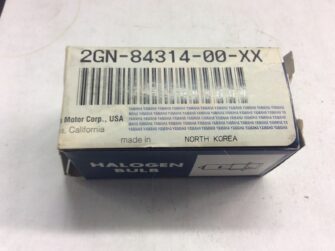 2GN-84314-00-XX
Motor Corp., USA
California
made in NORTH KOREA
HALOGEN
BULB